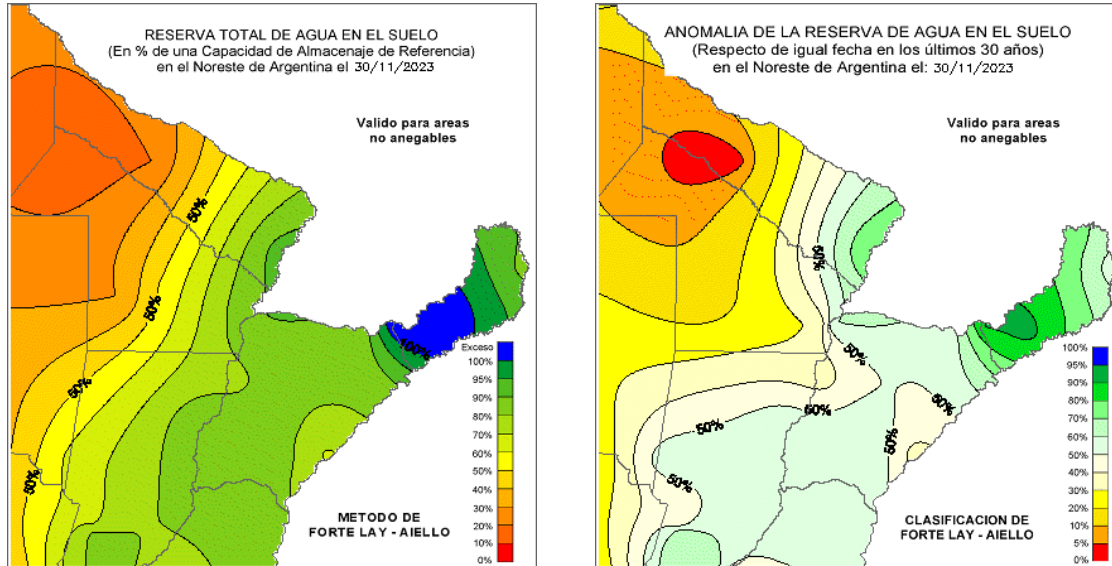 RESERVA TOTAL DE AGUA EN EL SUELO
(En % de una Capacidad de Almacenaje de Referencia)
en el Noreste de Argentina el 30/11/2023
Valido para areas
no anegables
50%
50%
50%
50%
100%
Exceso
100%
95%
90%
80%
70%
60%
50%
40%
30%
20%
10%
0%
METODO DE
FORTE LAY - AIELLO
ANOMALIA DE LA RESERVA DE AGUA EN EL SUELO
(Respecto de igual fecha en los últimos 30 años)
en el Noreste de Argentina el: 30/11/2023
Valido para areas
no anegables
50%
50%
50%
50%
50%
50%
100%
95%
90%
80%
70%
60%
50%
40%
30%
20%
10%
5%
0%
CLASIFICACION DE
FORTE LAY - AIELLO